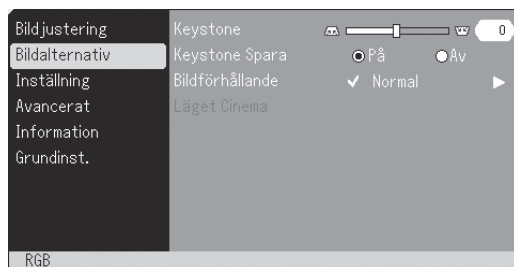 Bildjustering
Bildalternativ
Inställning
Avancerat
Information
Grundinst.
Keystone 0
Keystone Spara På Av
Bildförhållande Normal
Läget Cinema
RGB